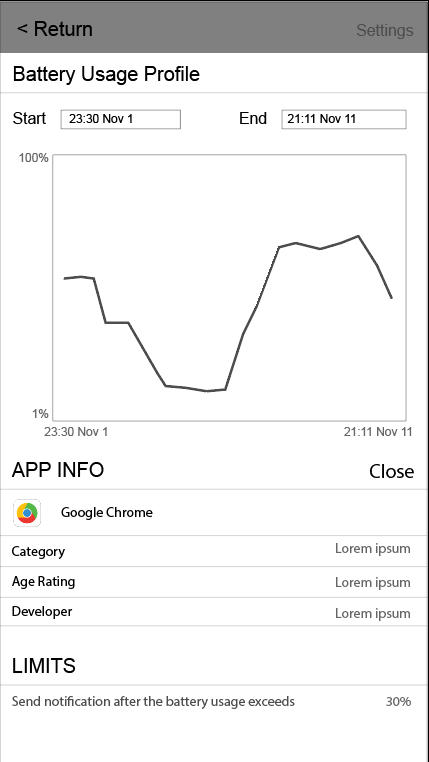 < Return Settings
Battery Usage Profile
Start 23:30 Nov 1 End 21:11 Nov 11
100%
1%
23:30 Nov 1 21:11 Nov 11
APP INFO Close
Google Chrome
Category Lorem ipsum
Age Rating Lorem ipsum
Developer Lorem ipsum
LIMITS
Send notification after the battery usage exceeds 30%